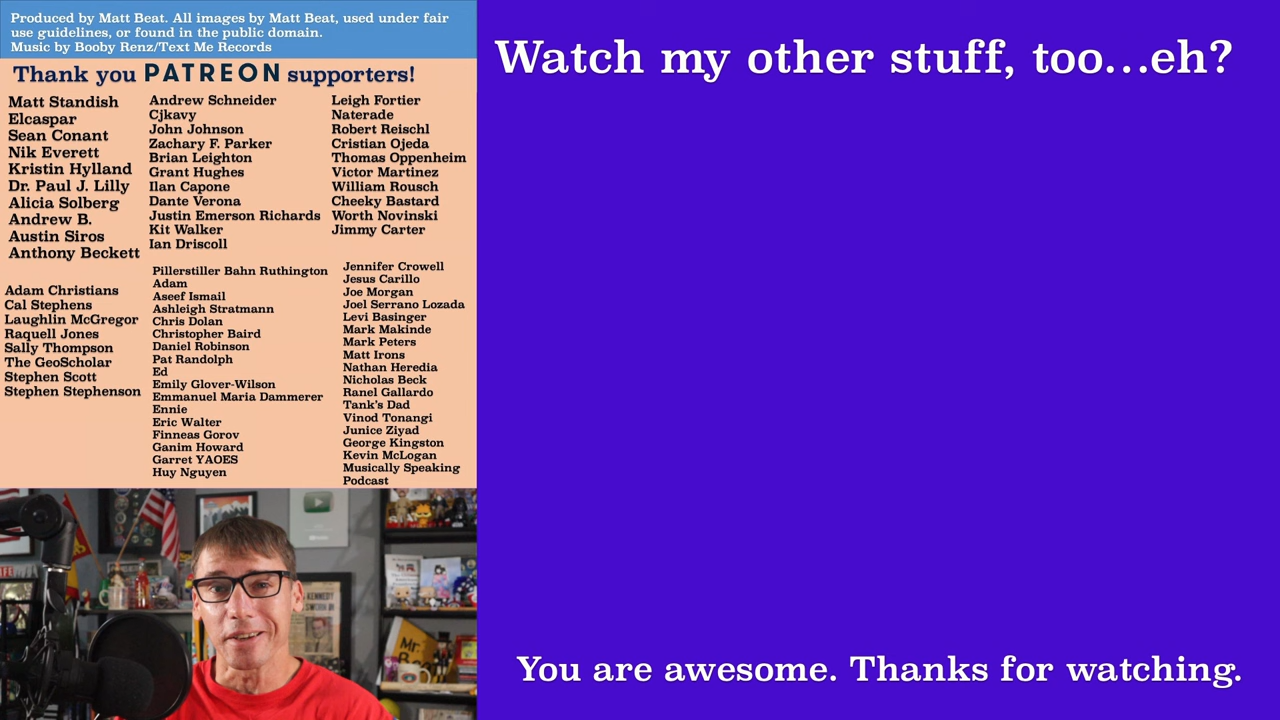 Produced by Matt Beat. All images by Matt Beat, used under fair
use guidelines, or found in the public domain.
Music by Booby Renz/Text Me Records
Thank you PATREON supporters!
Matt Standish
Elcaspar
Sean Conant
Nik Everett
Kristin Hylland
Dr. Paul J. Lilly
Alicia Solberg
Andrew B.
Austin Siros
Anthony Beckett
Adam Christians
Cal Stephens
Laughlin McGregor
Raquell Jones
Sally Thompson
The GeoScholar
Stephen Scott
Stephen Stephenson
Andrew Schneider
Cjkavy
John Johnson
Zachary F. Parker
Brian Leighton
Grant Hughes
Ilan Capone
Dante Verona
Justin Emerson Richards
Kit Walker
Ian Driscoll
Pillerstiller Bahn Ruthington
Adam
Aseef Ismail
Ashleigh Stratmann
Chris Dolan
Christopher Baird
Daniel Robinson
Pat Randolph
Ed
Emily Glover-Wilson
Emmanuel Maria Dammerer
Ennie
Eric Walter
Finneas Gorov
Ganim Howard
Garret YAOES
Huy Nguyen
Leigh Fortier
Naterade
Robert Reischl
Cristian Ojeda
Thomas Oppenheim
Victor Martinez
William Rousch
Cheeky Bastard
Worth Novinski
Jimmy Carter
Jennifer Crowell
Jesus Carillo
Joe Morgan
Joel Serrano Lozada
Levi Basinger
Mark Makinde
Mark Peters
Matt Irons
Nathan Heredia
Nicholas Beck
Ranel Gallardo
Tank's Dad
Vinod Tonangi
Junice Ziyad
George Kingston
Kevin McLogan
Musically Speaking
Podcast
KENNEDY
Mr.
Watch my other stuff, too...eh?
You are awesome. Thanks for watching.